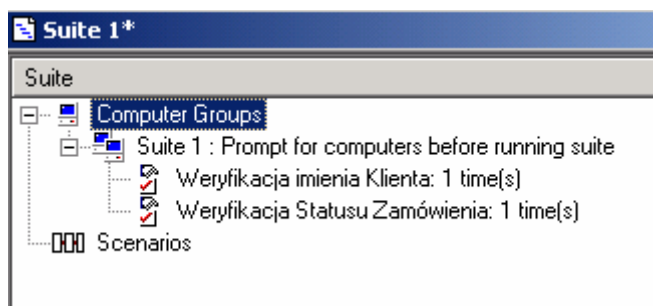 Suite 1*
Suite
Computer Groups
Suite 1 : Prompt for computers before running suite
Weryfikacja imienia Klienta: 1 time(s)
Weryfikacja Statusu Zamówienia: 1 time(s)
Scenarios